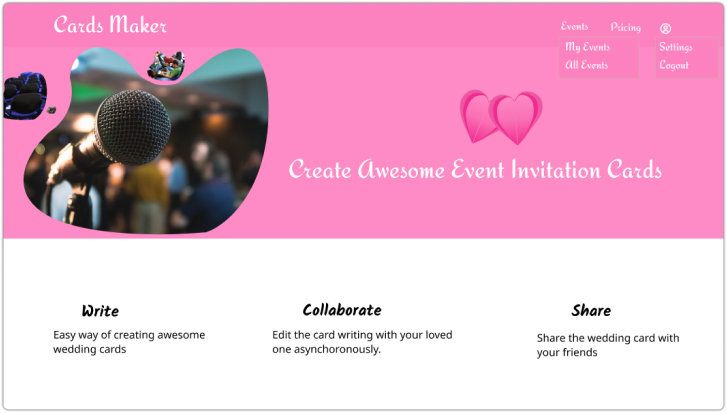 Cards Maker
Events
Pricing
My Events
All Events
Settings
Logout
Create Awesome Event Invitation Cards
Write
Easy way of creating awesome
wedding cards
Collaborate
Edit the card writing with your loved
one asynchoronously.
Share
Share the wedding card with
your friends